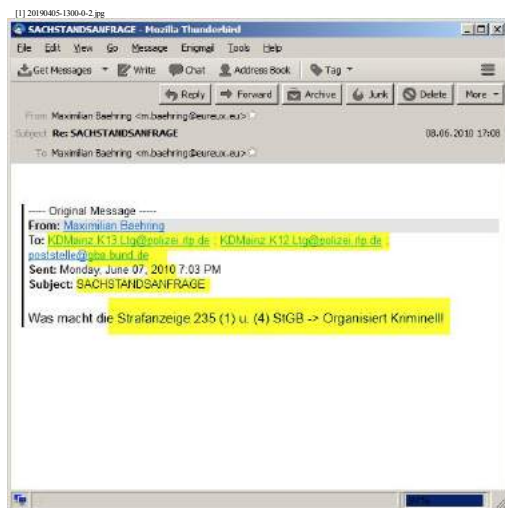 [1] 20190405-1300-0-2.jpg
SACHSTANDSANFRAGE - Mozilla Thunderbird
File Edit View Go Message Enigmail Tools Help
Get Messages Write Chat Address Book Tag
Reply Forward Archive Junk Delete More
From Maximilian Baehring <m.baehring@eureux.eu>
Subject Re: SACHSTANDSANFRAGE 08.06.2010 17:08
To Maximilian Baehring <m.baehring@eureux.eu>
----- Original Message -----
From: Maximilian Baehring
To: KDMainz.K13.Ltg@polizei.rlp.de ; KDMainz.K12.Ltg@polizei.rlp.de ;
poststelle@gba.bund.de
Sent: Monday, June 07, 2010 7:03 PM
Subject: SACHSTANDSANFRAGE
Was macht die Strafanzeige 235 (1) u. (4) StGB -> Organisiert Kriminell!